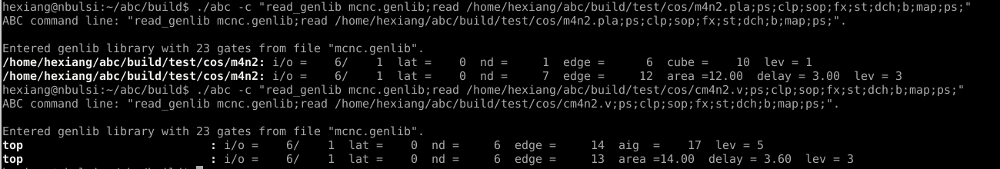 hexiang@nbulsi:~/abc/build$ ./abc -c "read_genlib mcnc.genlib;read /home/hexiang/abc/build/test/cos/m4n2.pla;ps;clp;sop;fx;st;dch;b;map;ps;"
ABC command line: "read_genlib mcnc.genlib;read /home/hexiang/abc/build/test/cos/m4n2.pla;ps;clp;sop;fx;st;dch;b;map;ps;".
Entered genlib library with 23 gates from file "mcnc.genlib".
/home/hexiang/abc/build/test/cos/m4n2: i/o =    6/    1  lat =    0  nd =     1  edge =      6  cube =    10  lev = 1
/home/hexiang/abc/build/test/cos/m4n2: i/o =    6/    1  lat =    0  nd =     7  edge =     12  area =12.00  delay = 3.00  lev = 3
hexiang@nbulsi:~/abc/build$ ./abc -c "read_genlib mcnc.genlib;read /home/hexiang/abc/build/test/cos/cm4n2.v;ps;clp;sop;fx;st;dch;b;map;ps;"
ABC command line: "read_genlib mcnc.genlib;read /home/hexiang/abc/build/test/cos/cm4n2.v;ps;clp;sop;fx;st;dch;b;map;ps;".
Entered genlib library with 23 gates from file "mcnc.genlib".
top                           : i/o =    6/    1  lat =    0  nd =     6  edge =     14  aig  =    17  lev = 5
top                           : i/o =    6/    1  lat =    0  nd =     6  edge =     13  area =14.00  delay = 3.60  lev = 3